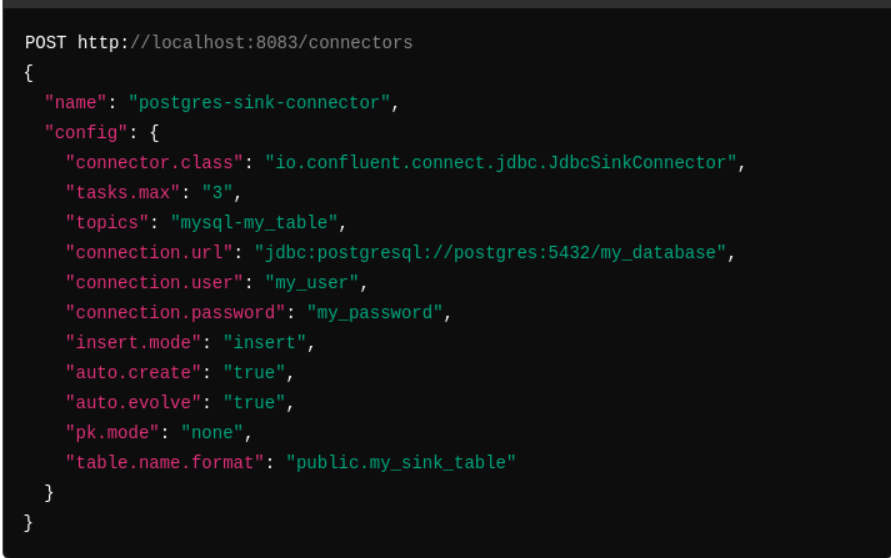 POST http://localhost:8083/connectors
{
  "name": "postgres-sink-connector",
  "config": {
    "connector.class": "io.confluent.connect.jdbc.JdbcSinkConnector",
    "tasks.max": "3",
    "topics": "mysql-my_table",
    "connection.url": "jdbc:postgresql://postgres:5432/my_database",
    "connection.user": "my_user",
    "connection.password": "my_password",
    "insert.mode": "insert",
    "auto.create": "true",
    "auto.evolve": "true",
    "pk.mode": "none",
    "table.name.format": "public.my_sink_table"
  }
}